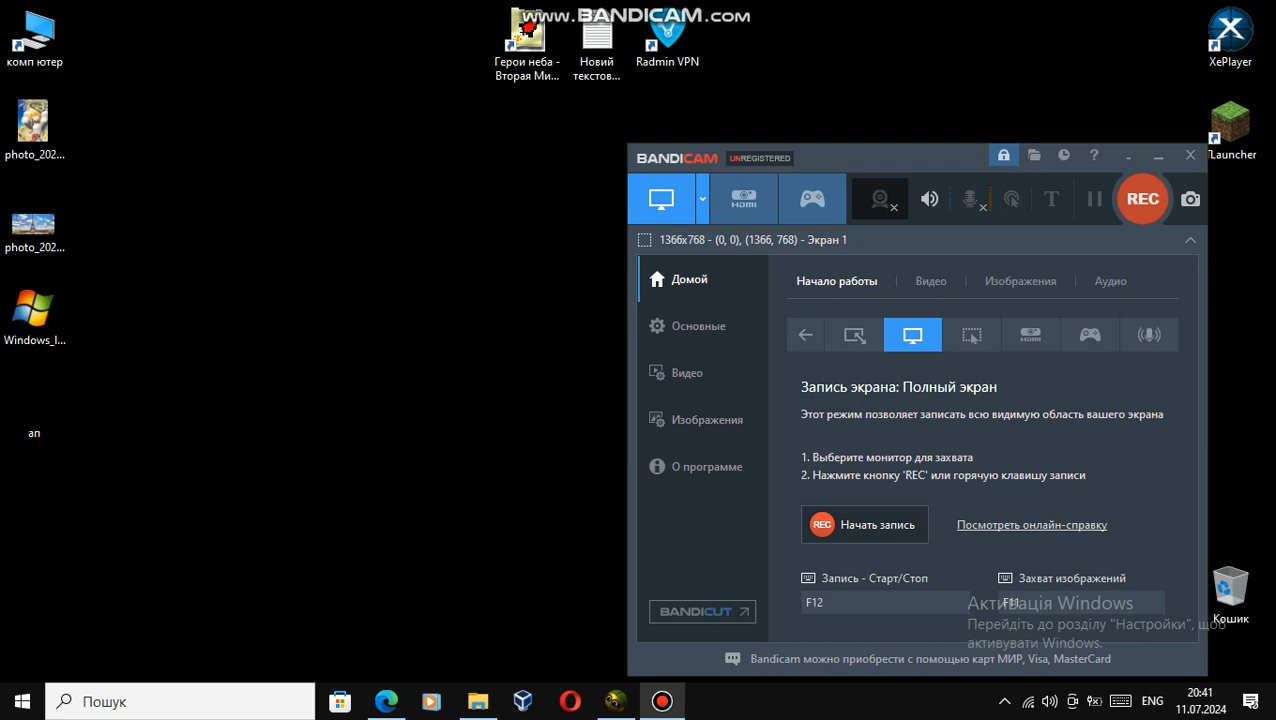 www.BANDICAM.com
комп ютер
photo_202...
photo_202...
Windows_I...
an
Герои неба -
Вторая Ми...
Новий
текстов...
Radmin VPN
XePlayer
TLauncher
Кошик
BANDICAM UNREGISTERED
HDMI
T
REC
1366x768 - (0, 0), (1366, 768) - Экран 1
Домой
Основные
Видео
Изображения
О программе
BANDICUT
Начало работы
Видео
Изображения
Аудио
HDMI
Запись экрана: Полный экран
Этот режим позволяет записать всю видимую область вашего экрана
1. Выберите монитор для захвата
2. Нажмите кнопку 'REC' или горячую клавишу записи
REC Начать запись
Посмотреть онлайн-справку
Запись - Старт/Стоп
F12
Захват изображений
F11
Активація Windows
Перейдіть до розділу "Настройки", щоб
активувати Windows.
Bandicam можно приобрести с помощью карт МИР, Visa, MasterCard
Пошук
ENG
20:41
11.07.2024